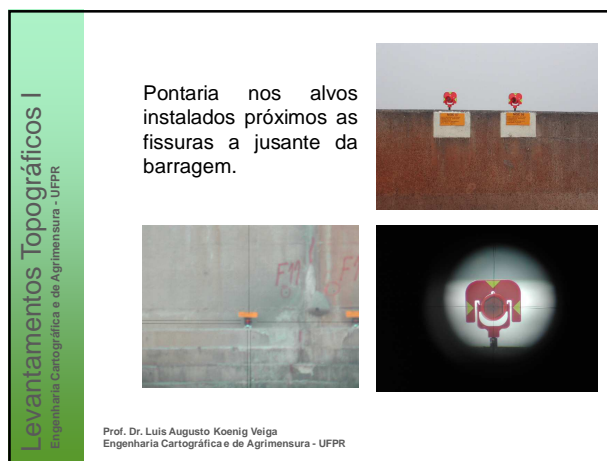 Levantamentos Topográficos I
Engenharia Cartográfica e de Agrimensura - UFPR
Pontaria nos alvos
instalados próximos as
fissuras a jusante da
barragem.
Prof. Dr. Luis Augusto Koenig Veiga
Engenharia Cartográfica e de Agrimensura - UFPR